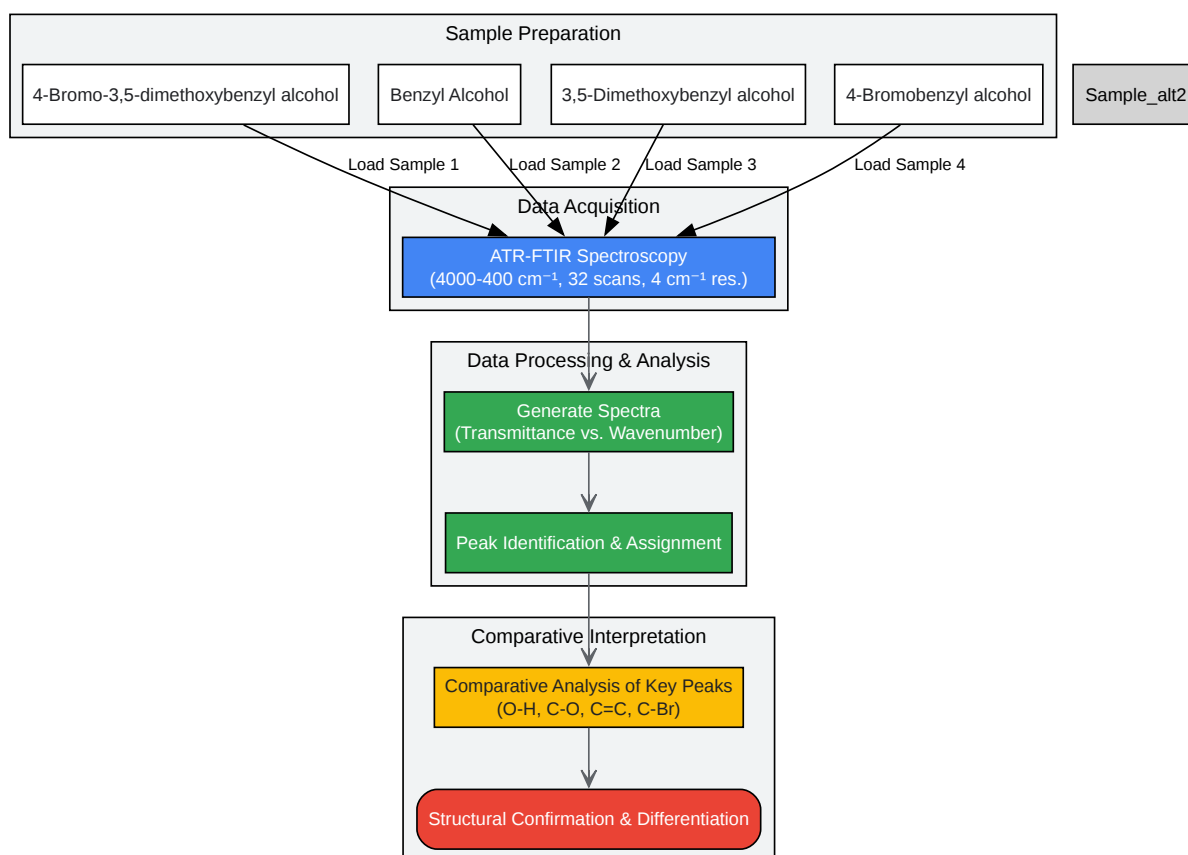 Sample Preparation
4-Bromo-3,5-dimethoxybenzyl alcohol
Benzyl Alcohol
3,5-Dimethoxybenzyl alcohol
4-Bromobenzyl alcohol
Sample_alt2
Load Sample 1
Load Sample 2
Load Sample 3
Load Sample 4
Data Acquisition
ATR-FTIR Spectroscopy
(4000-400 cm⁻¹, 32 scans, 4 cm⁻¹ res.)
Data Processing & Analysis
Generate Spectra
(Transmittance vs. Wavenumber)
Peak Identification & Assignment
Comparative Interpretation
Comparative Analysis of Key Peaks
(O-H, C-O, C=C, C-Br)
Structural Confirmation & Differentiation